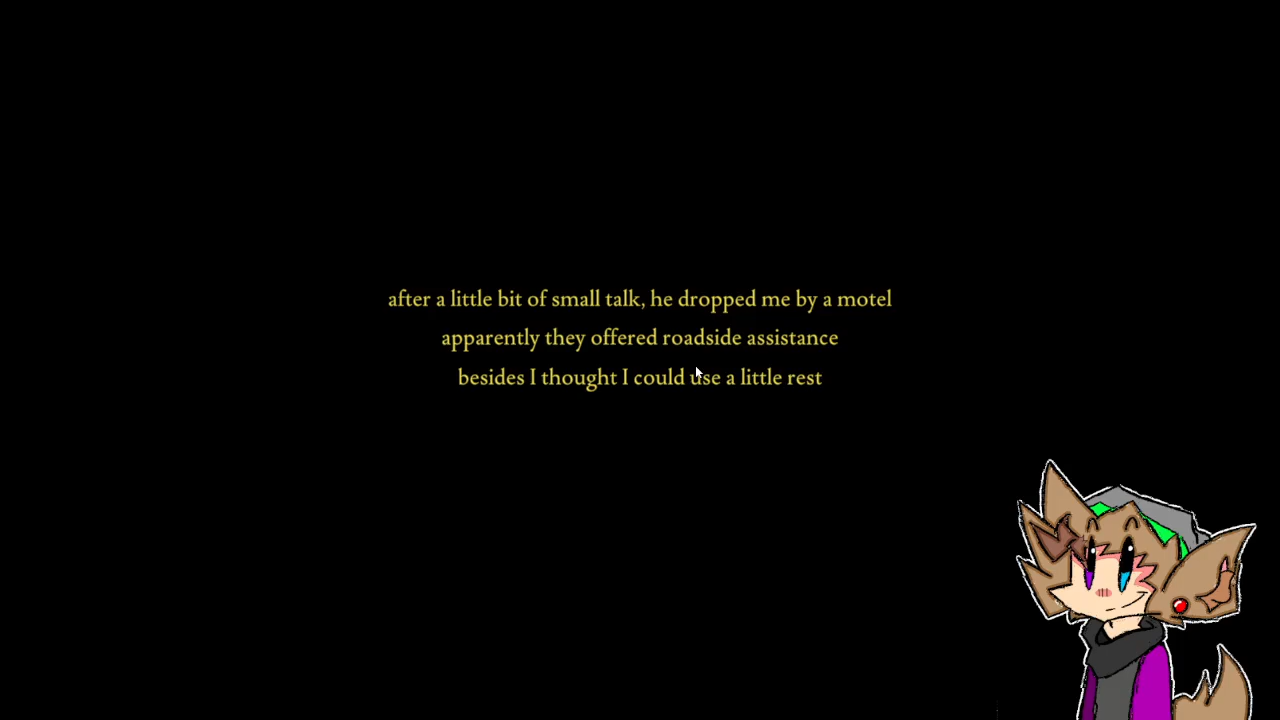 after a little bit of small talk, he dropped me by a motel
apparently they offered roadside assistance
besides I thought I could use a little rest